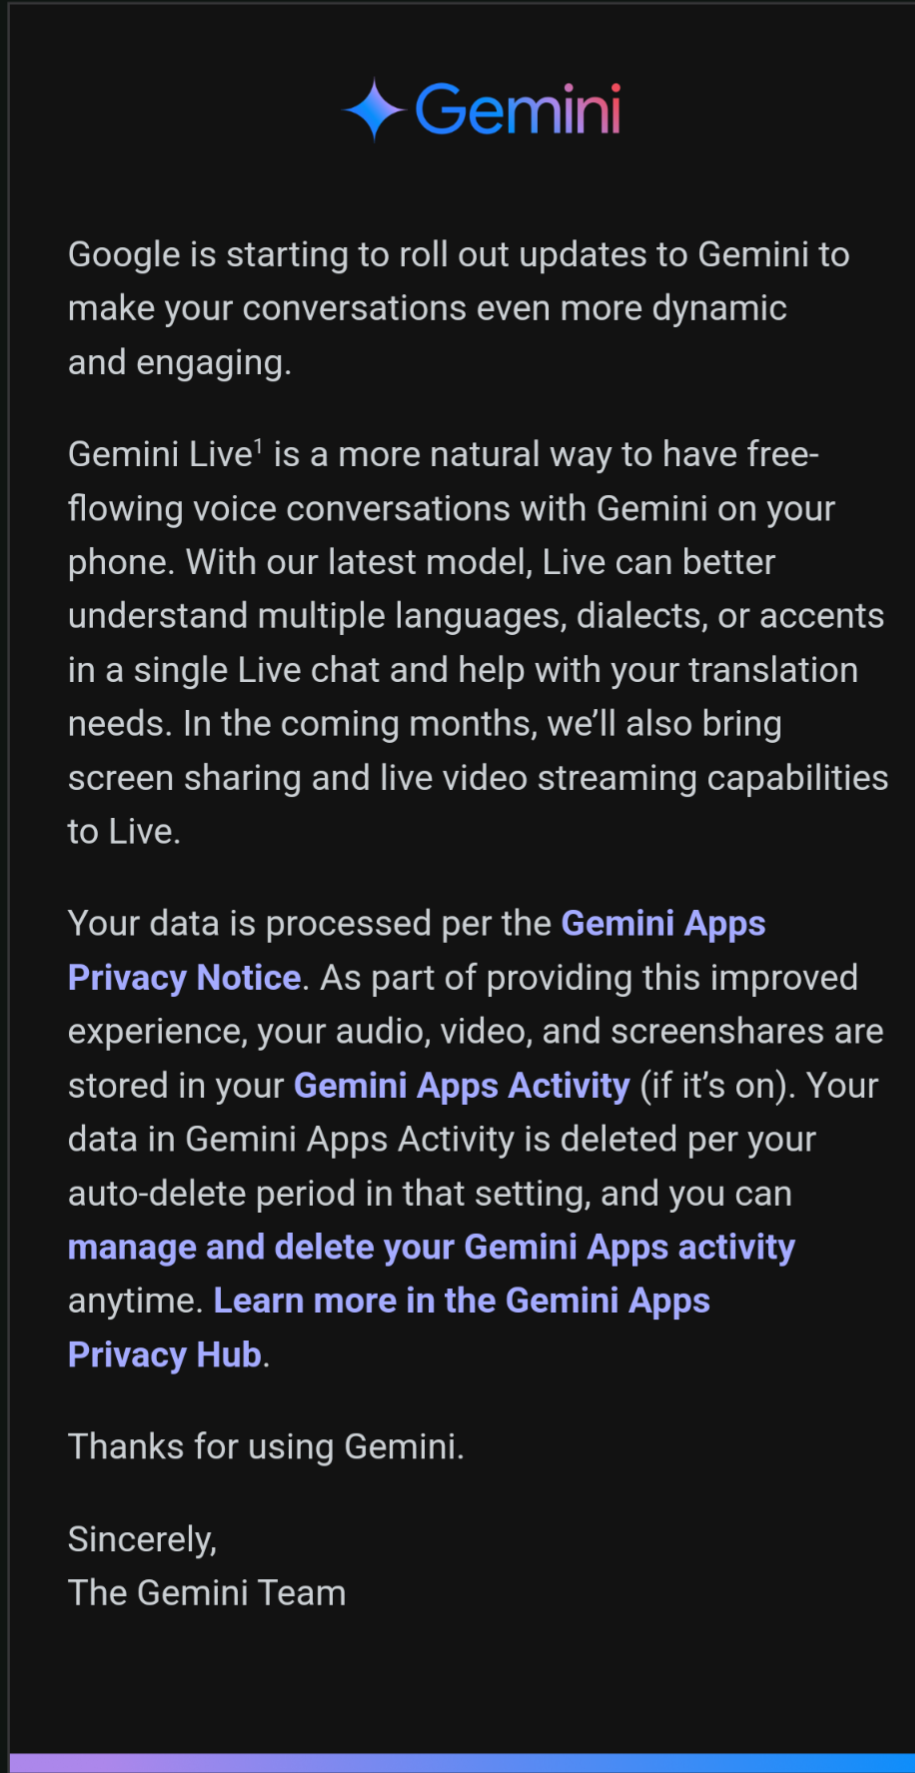 Gemini
Google is starting to roll out updates to Gemini to
make your conversations even more dynamic
and engaging.
Gemini Live¹ is a more natural way to have free-
flowing voice conversations with Gemini on your
phone. With our latest model, Live can better
understand multiple languages, dialects, or accents
in a single Live chat and help with your translation
needs. In the coming months, we’ll also bring
screen sharing and live video streaming capabilities
to Live.
Your data is processed per the Gemini Apps
Privacy Notice. As part of providing this improved
experience, your audio, video, and screenshares are
stored in your Gemini Apps Activity (if it’s on). Your
data in Gemini Apps Activity is deleted per your
auto-delete period in that setting, and you can
manage and delete your Gemini Apps activity
anytime. Learn more in the Gemini Apps
Privacy Hub.
Thanks for using Gemini.
Sincerely,
The Gemini Team